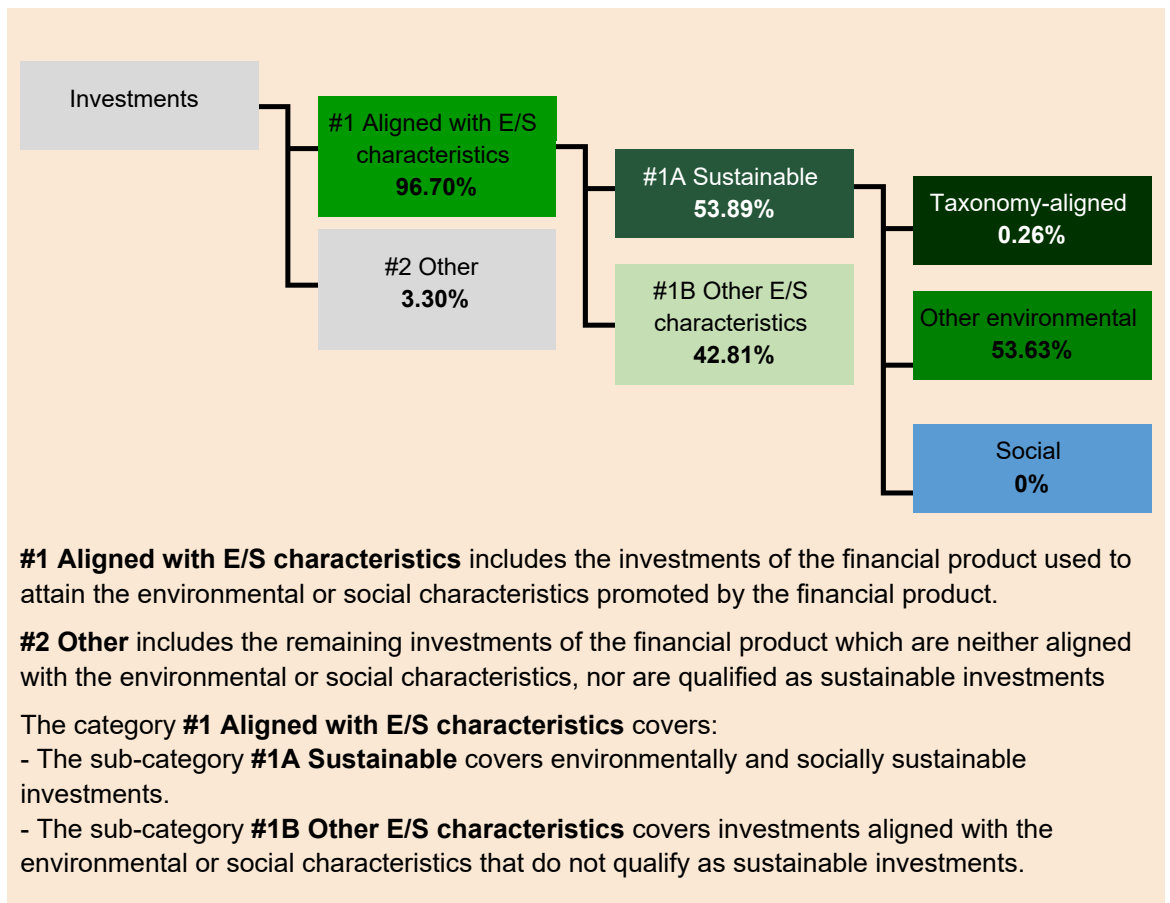 Investments
#1 Aligned with E/S
characteristics
96.70%
#2 Other
3.30%
#1A Sustainable
53.89%
#1B Other E/S
characteristics
42.81%
Taxonomy-aligned
0.26%
Other environmental
53.63%
Social
0%
#1 Aligned with E/S characteristics includes the investments of the financial product used to
attain the environmental or social characteristics promoted by the financial product.
#2 Other includes the remaining investments of the financial product which are neither aligned
with the environmental or social characteristics, nor are qualified as sustainable investments
The category #1 Aligned with E/S characteristics covers:
- The sub-category #1A Sustainable covers environmentally and socially sustainable
investments.
- The sub-category #1B Other E/S characteristics covers investments aligned with the
environmental or social characteristics that do not qualify as sustainable investments.